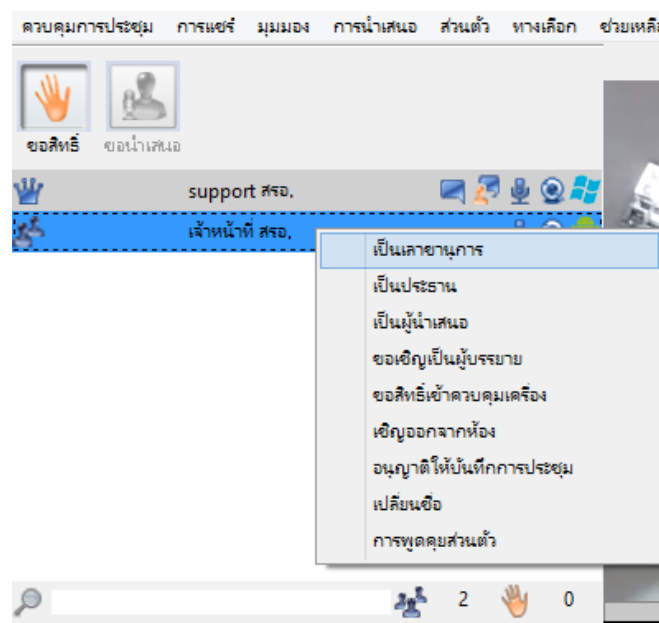 ควบคุมการประชุม การแชร์ มุมมอง การนำเสนอ ส่วนตัว ทางเลือก
ขอสิทธิ์ ขอนำเสนอ
support สรอ.
เจ้าหน้าที่ สรอ.
เป็นเลาขานุการ
เป็นประธาน
เป็นผู้นำเสนอ
ขอเชิญเป็นผู้บรรยาย
ขอสิทธิ์เข้าควบคุมเครื่อง
เชิญออกจากห้อง
อนุญาติให้บันทึกการประชุม
เปลี่ยนชื่อ
การพูดคุยส่วนตัว
2 0